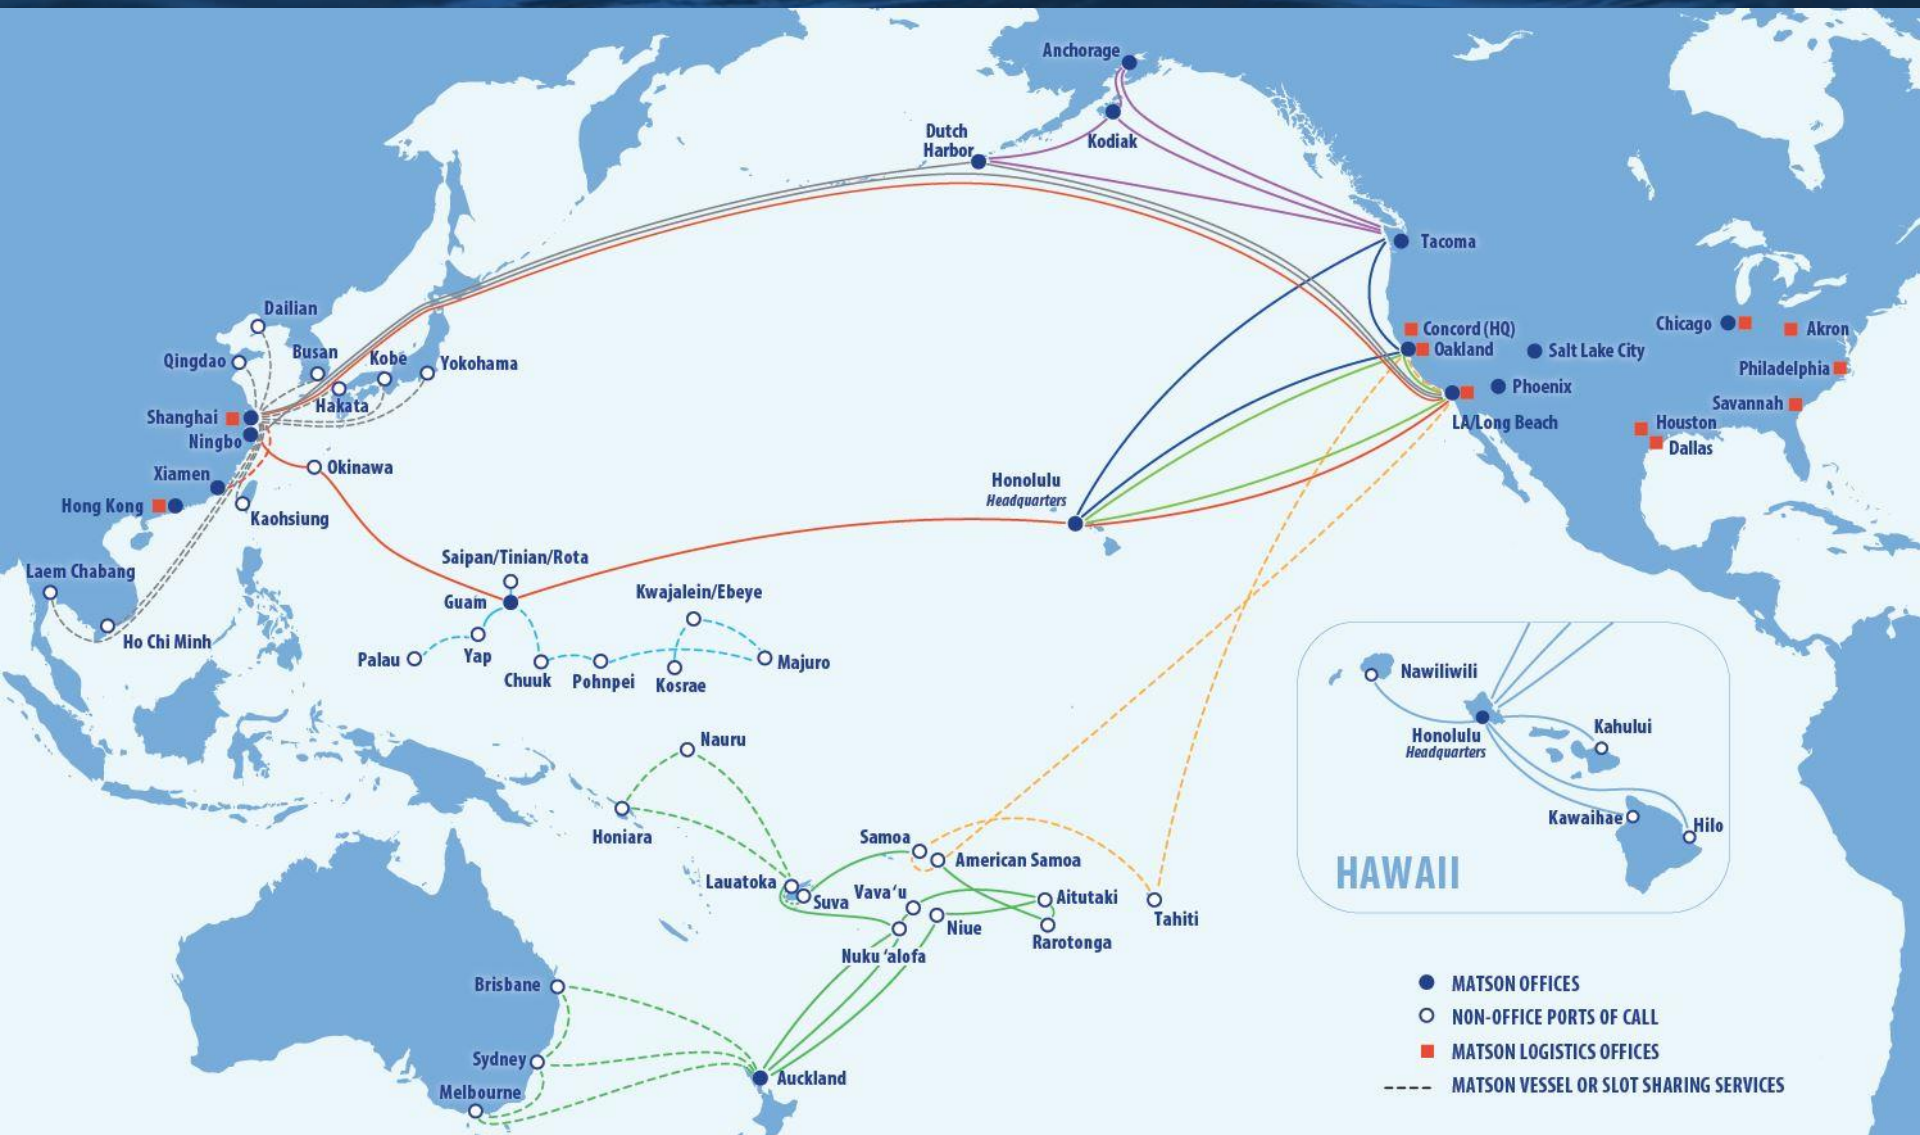 Anchorage
Dutch
Harbor
Kodiak
Tacoma
Dailian
Qingdao
Busan
Kobe
Yokohama
Hakata
Shanghai
Ningbo
Xiamen
Okinawa
Hong Kong
Kaohsiung
Laem Chabang
Ho Chi Minh
Concord (HQ)
Oakland
Salt Lake City
Phoenix
LA/Long Beach
Chicago
Akron
Philadelphia
Savannah
Houston
Dallas
Honolulu
Headquarters
Saipan/Tinian/Rota
Guam
Kwajalein/Ebeye
Palau
Yap
Chuuk
Pohnpei
Kosrae
Majuro
Nauru
Honiara
Samoa
American Samoa
Lauatoka
Suva
Vava‘u
Aitutaki
Niue
Rarotonga
Nuku ‘alofa
Tahiti
Brisbane
Sydney
Melbourne
Auckland
Nawiliwili
Honolulu
Headquarters
Kahului
Kawaihae
Hilo
HAWAII
MATSON OFFICES
NON-OFFICE PORTS OF CALL
MATSON LOGISTICS OFFICES
MATSON VESSEL OR SLOT SHARING SERVICES